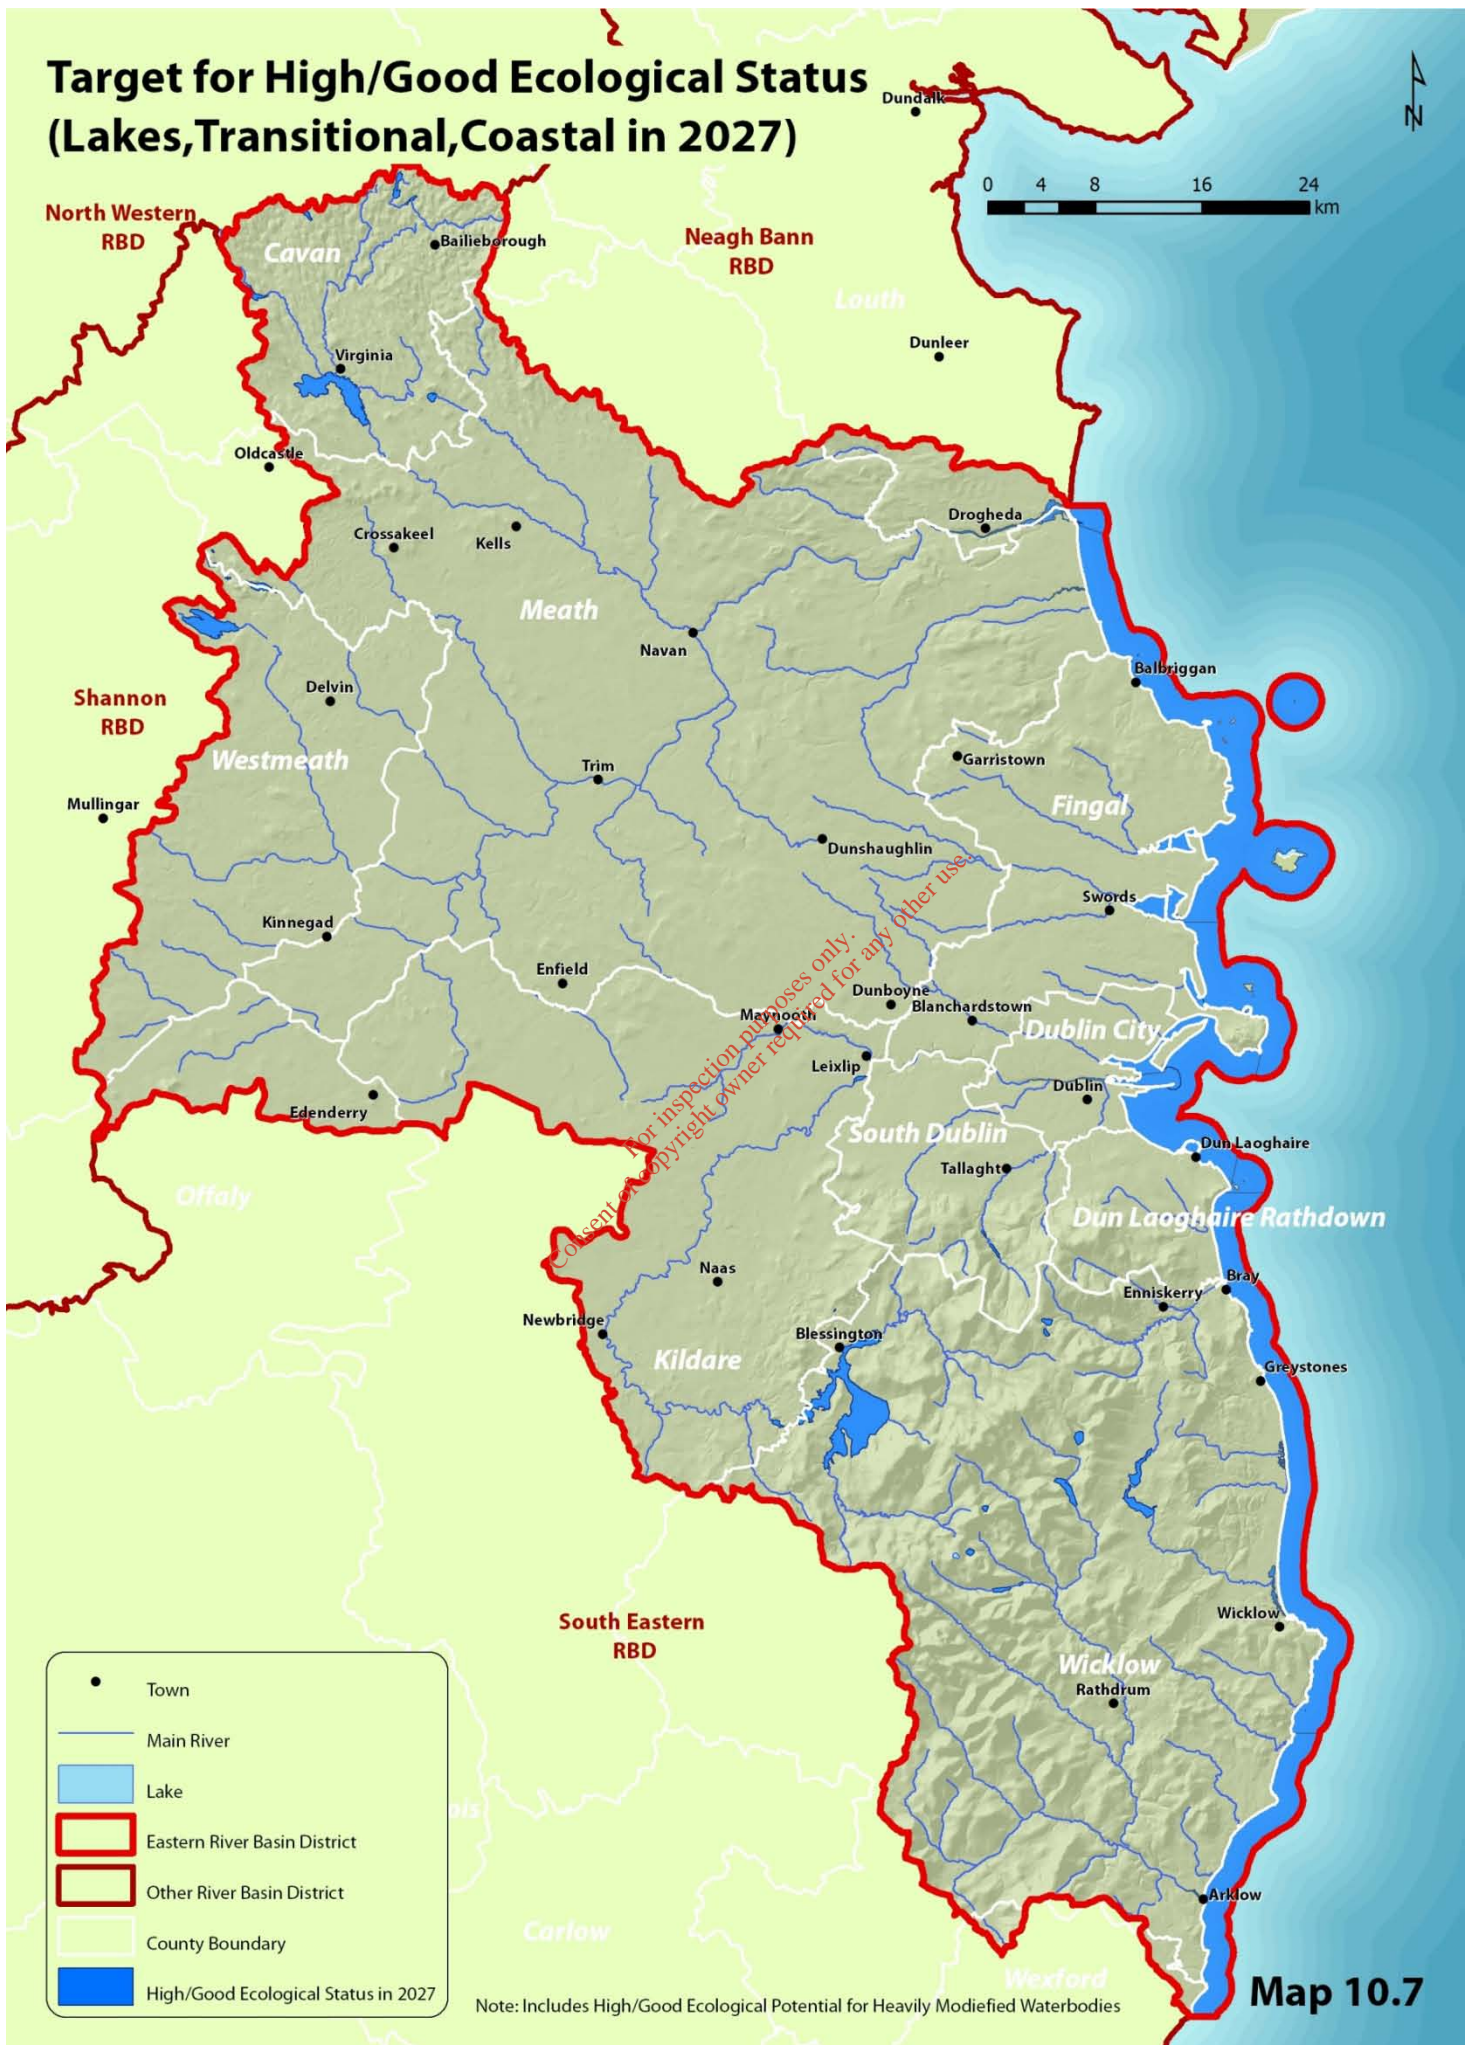 Target for High/Good Ecological Status
(Lakes,Transitional,Coastal in 2027)
Dundalk
N
0 4 8 16 24
km
North Western
RBD
Cavan
Bailieborough
Neagh Bann
RBD
Louth
Dunleer
Virginia
Oldcastle
Drogheda
Crossakeel
Kells
Meath
Navan
Balbriggan
Shannon
RBD
Delvin
Westmeath
Trim
Garristown
Fingal
Mullingar
Dunshaughlin
Swords
Kinnegad
Enfield
Dunboyne
Blanchardstown
Maynooth
Dublin City
Leixlip
Dublin
Edenderry
South Dublin
Dun Laoghaire
Tallaght
Offaly
Dun Laoghaire Rathdown
Naas
Bray
Enniskerry
Newbridge
Blessington
Kildare
Greystones
For inspection purposes only.
Consent of copyright owner required for any other use.
South Eastern
RBD
Wicklow
Wicklow
Rathdrum
Town
Main River
Lake
ois
Eastern River Basin District
Other River Basin District
Arklow
Carlow
County Boundary
Wexford
High/Good Ecological Status in 2027
Note: Includes High/Good Ecological Potential for Heavily Modiefied Waterbodies
Map 10.7